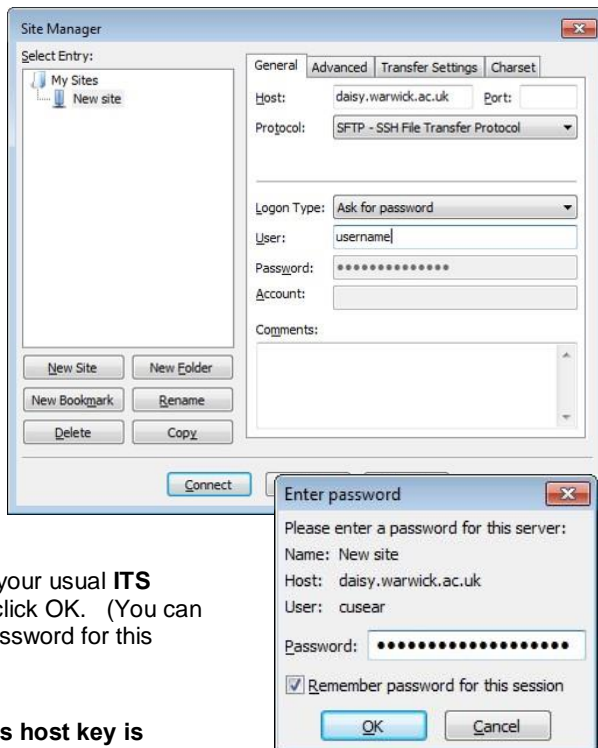 Site Manager
Select Entry:
My Sites
New site
General Advanced Transfer Settings Charset
Host: daisy.warwick.ac.uk Port:
Protocol: SFTP - SSH File Transfer Protocol
Logon Type: Ask for password
User: username
Password: ••••••••••••••
Account:
Comments:
New Site New Folder
New Bookmark Rename
Delete Copy
Connect
Enter password
Please enter a password for this server:
Name: New site
Host: daisy.warwick.ac.uk
User: cusear
Password: •••••••••••••••••••
Remember password for this session
OK Cancel
your usual ITS
click OK. (You can
ssword for this
s host key is